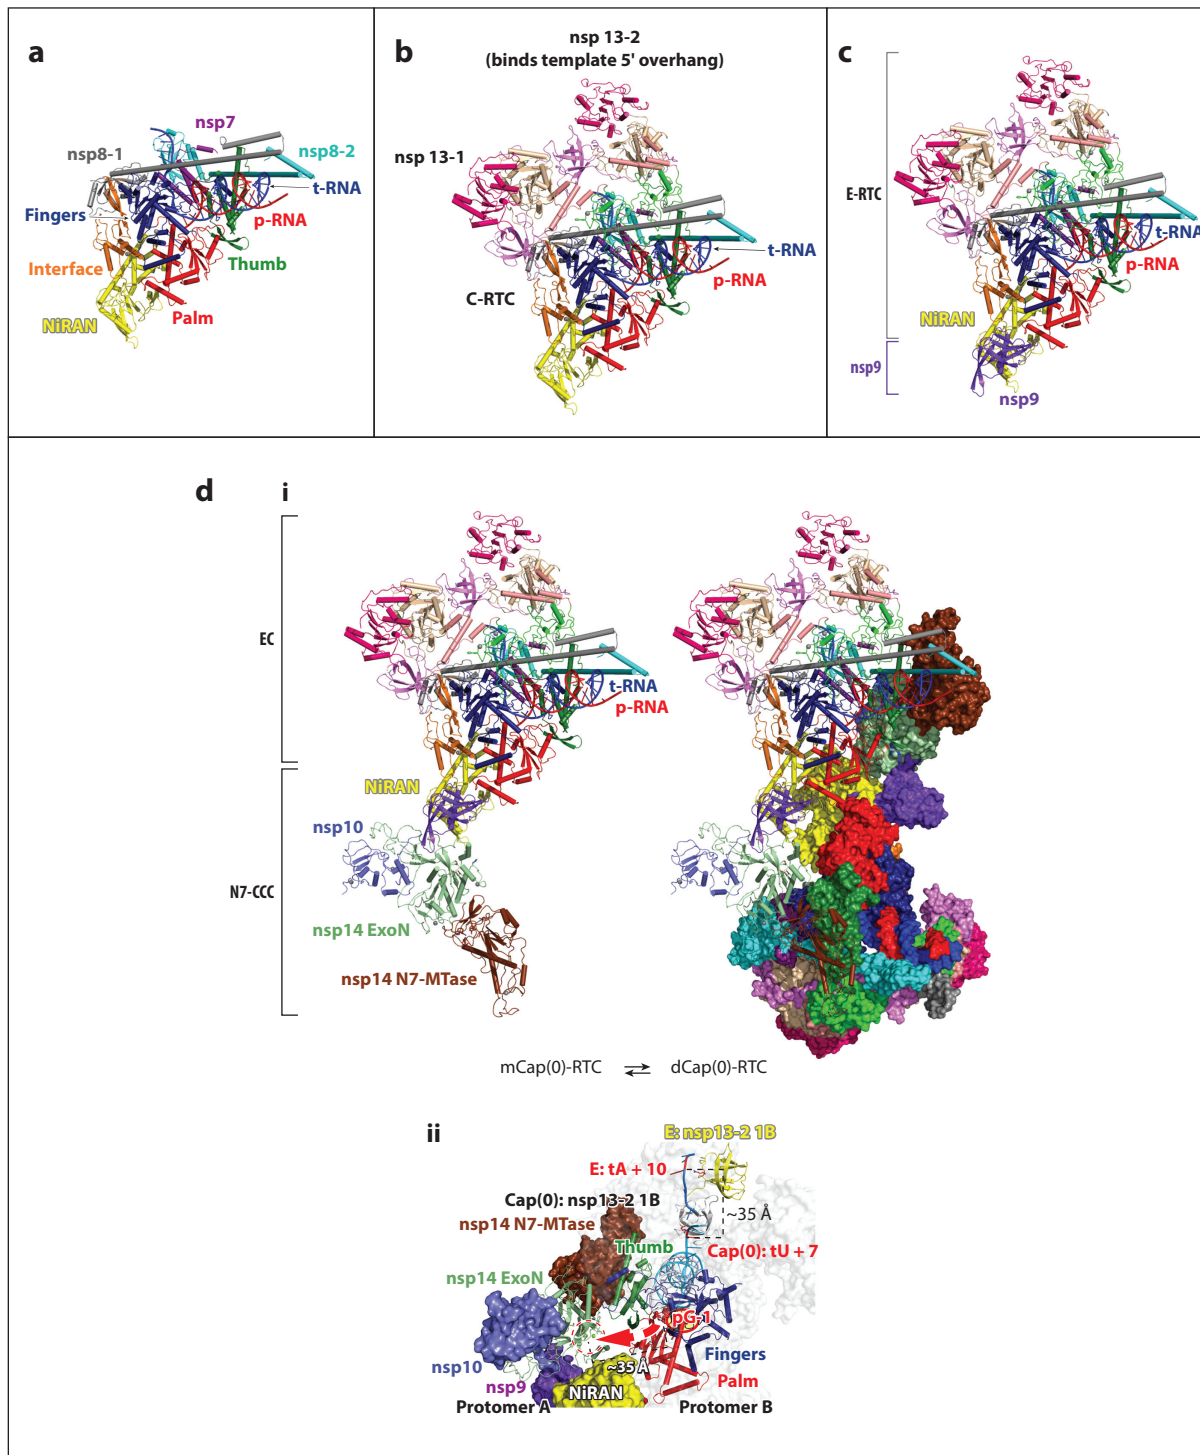 a
nsp7
nsp8-1
nsp8-2
t-RNA
Fingers
p-RNA
Interface
Thumb
NiRAN
Palm
b
nsp 13-2
(binds template 5' overhang)
nsp 13-1
t-RNA
p-RNA
C-RTC
c
E-RTC
t-RNA
p-RNA
NiRAN
nsp9
nsp9
d
i
EC
t-RNA
p-RNA
NiRAN
nsp10
N7-CCC
nsp14 ExoN
nsp14 N7-MTase
mCap(0)-RTC ⇌ dCap(0)-RTC
ii
E: nsp13-2 1B
E: tA + 10
Cap(0): nsp13-2 1B
~35 Å
nsp14 N7-MTase
Thumb
Cap(0): tU + 7
nsp14 ExoN
pG-1
Fingers
nsp10
~35 Å
Palm
nsp9
NiRAN
Protomer A
Protomer B